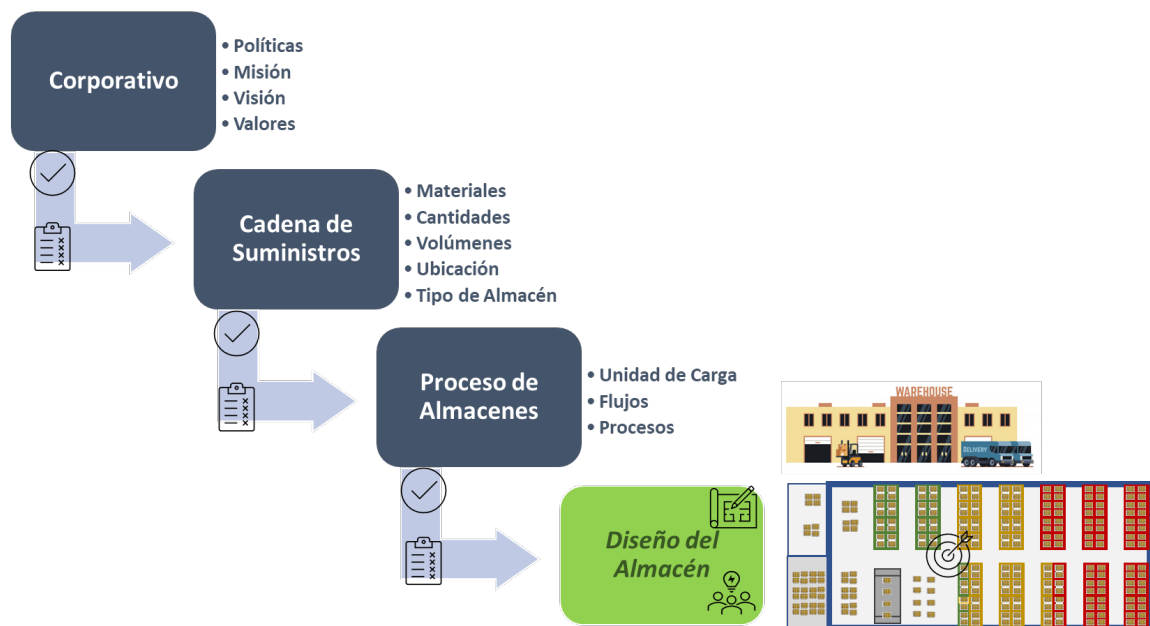 Corporativo
• Políticas
• Misión
• Visión
• Valores
Cadena de
Suministros
• Materiales
• Cantidades
• Volúmenes
• Ubicación
• Tipo de Almacén
Proceso de
Almacenes
• Unidad de Carga
• Flujos
• Procesos
WAREHOUSE
DELIVERY
Diseño del
Almacén